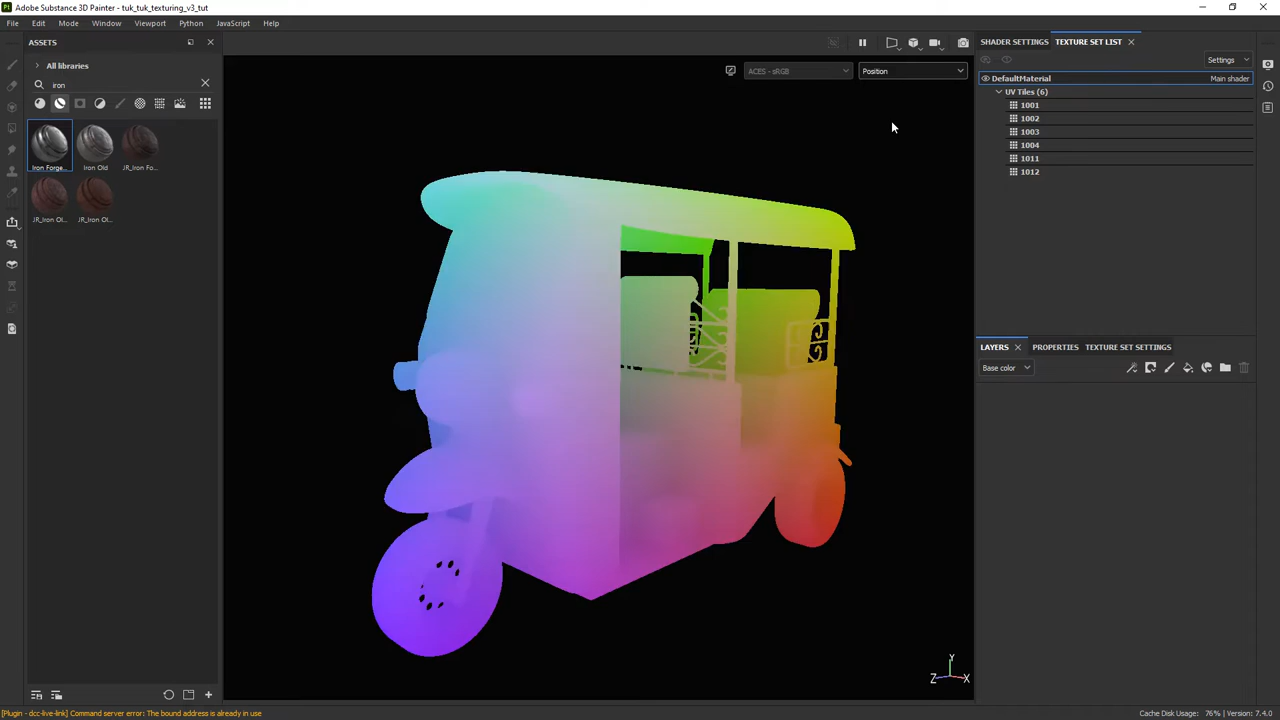 Pt Adobe Substance 3D Painter - tuk_tuk_texturing_v3_tut
File Edit Mode Window Viewport Python JavaScript Help
ASSETS
All libraries
iron
Iron Forge... Iron Old JR_Iron Fo...
JR_Iron Ol... JR_Iron Ol...
ACES - sRGB Position
SHADER SETTINGS TEXTURE SET LIST
Settings
DefaultMaterial Main shader
UV Tiles (6)
1001
1002
1003
1004
1011
1012
LAYERS PROPERTIES TEXTURE SET SETTINGS
Base color
Y
Z X
[Plugin - dcc-live-link] Command server error: The bound address is already in use
Cache Disk Usage: 76% | Version: 7.4.0